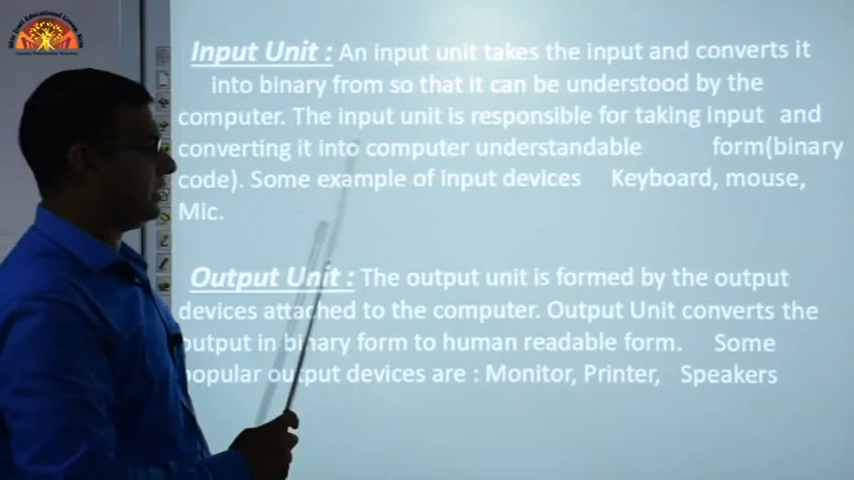 Input Unit : An input unit takes the input and converts it
into binary from so that it can be understood by the
computer. The input unit is responsible for taking input and
converting it into computer understandable form(binary
code). Some example of input devices Keyboard, mouse,
Mic.
Output Unit : The output unit is formed by the output
devices attached to the computer. Output Unit converts the
output in binary form to human readable form. Some
popular output devices are : Monitor, Printer, Speakers